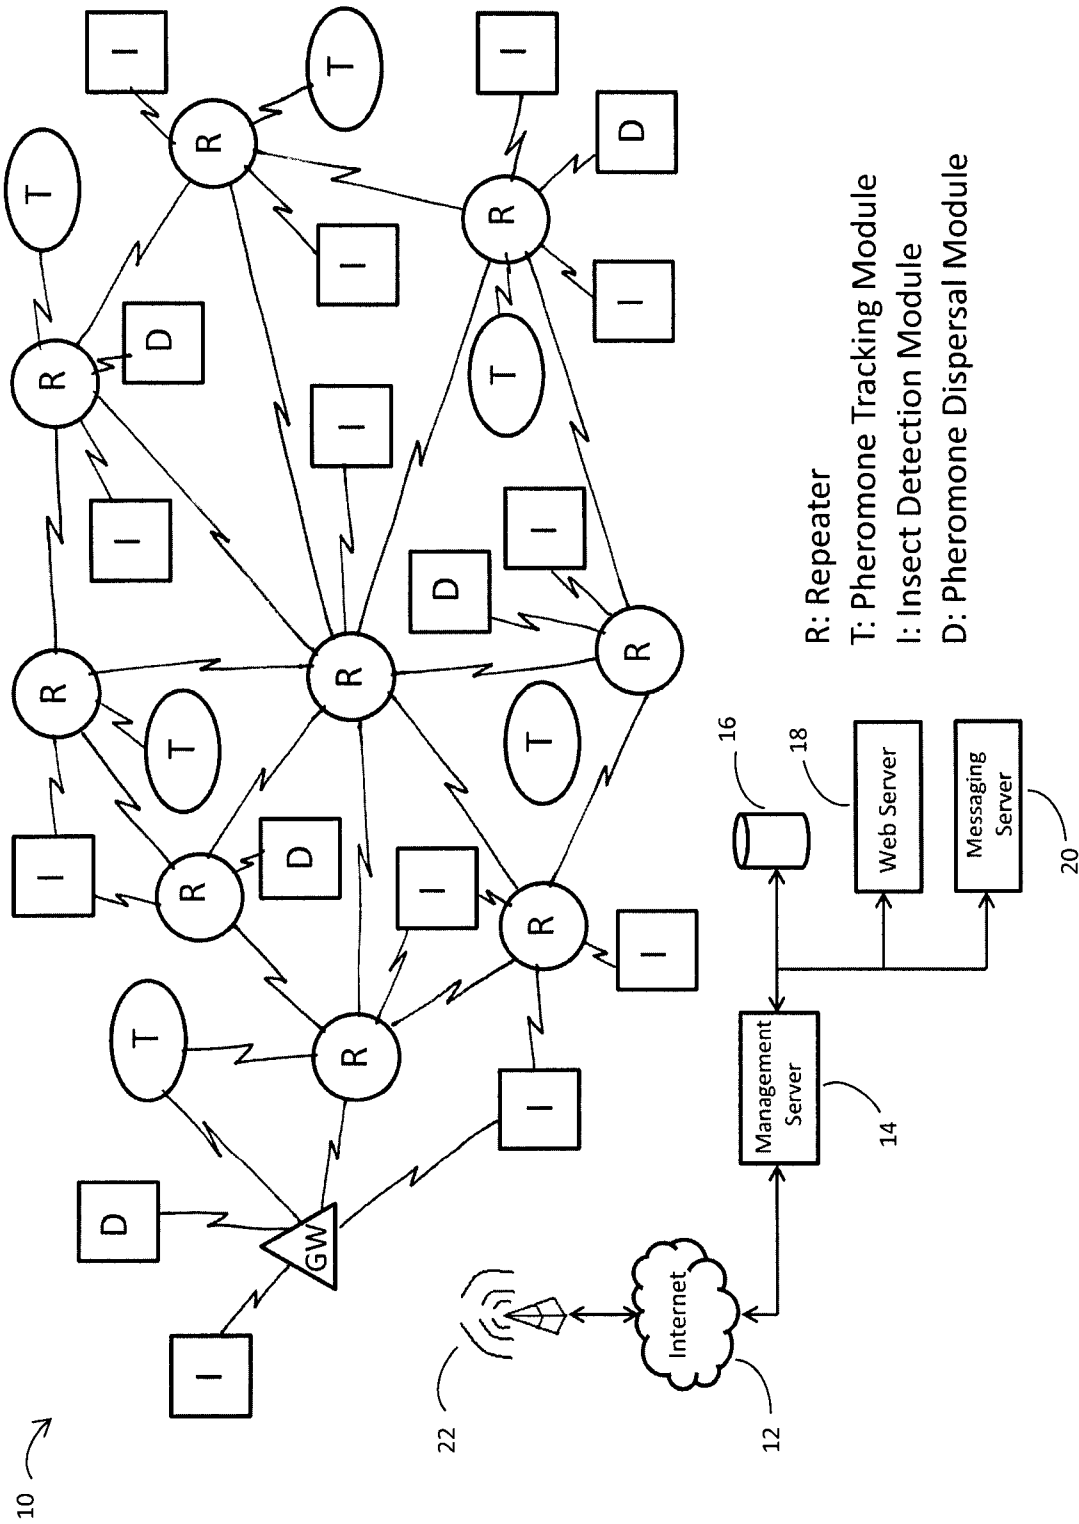 10
T
R
R
I
D
I
I
T
D
T
R
R
I
D
GW
T
R
I
I
R
I
D
22
T
R
I
I
R
T
I
I
D
R
I
Internet
16
12
Management
Server
18
14
Web Server
Messaging
Server
20
R: Repeater
T: Pheromone Tracking Module
I: Insect Detection Module
D: Pheromone Dispersal Module